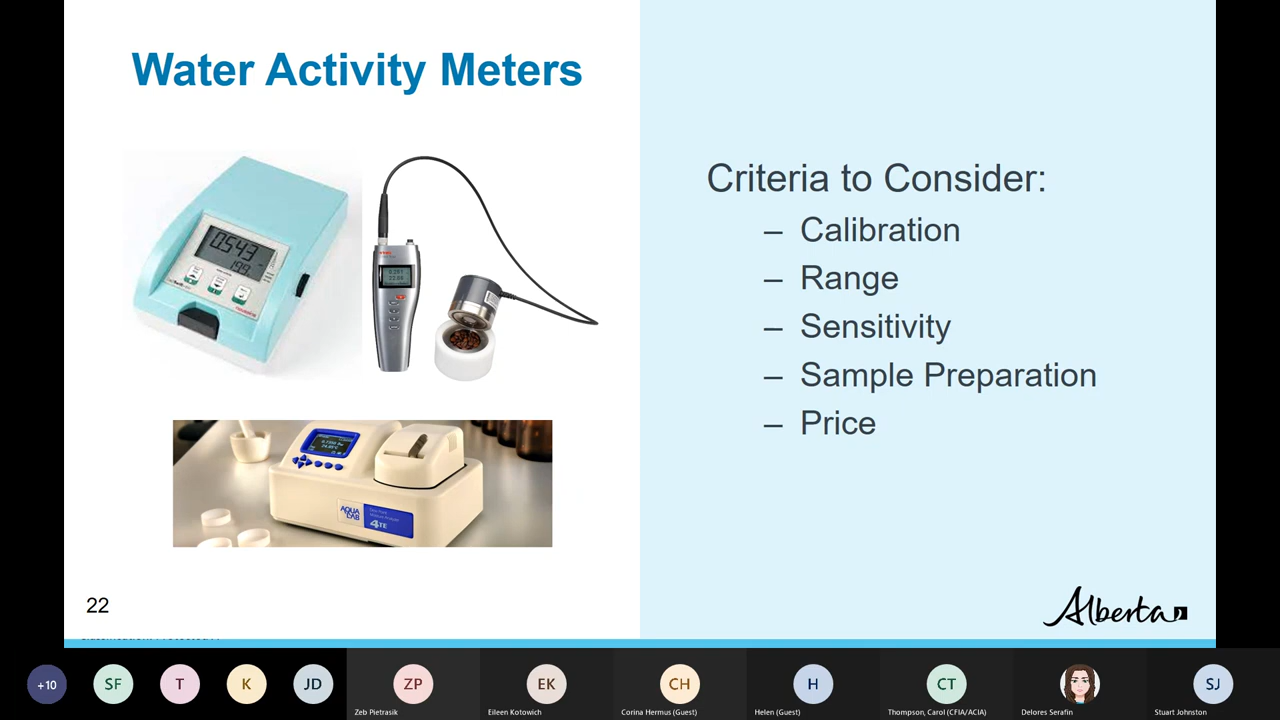 Water Activity Meters
0.543
Criteria to Consider:
– Calibration
– Range
– Sensitivity
– Sample Preparation
– Price
AQUA
LAB
4TE
22
Alberta
+10
SF
T
K
JD
ZP
EK
CH
H
CT
SJ
Zeb Pietrasik
Eileen Kotowich
Corina Hermus (Guest)
Helen (Guest)
Thompson, Carol (CFIA/ACIA)
Delores Serafin
Stuart Johnston